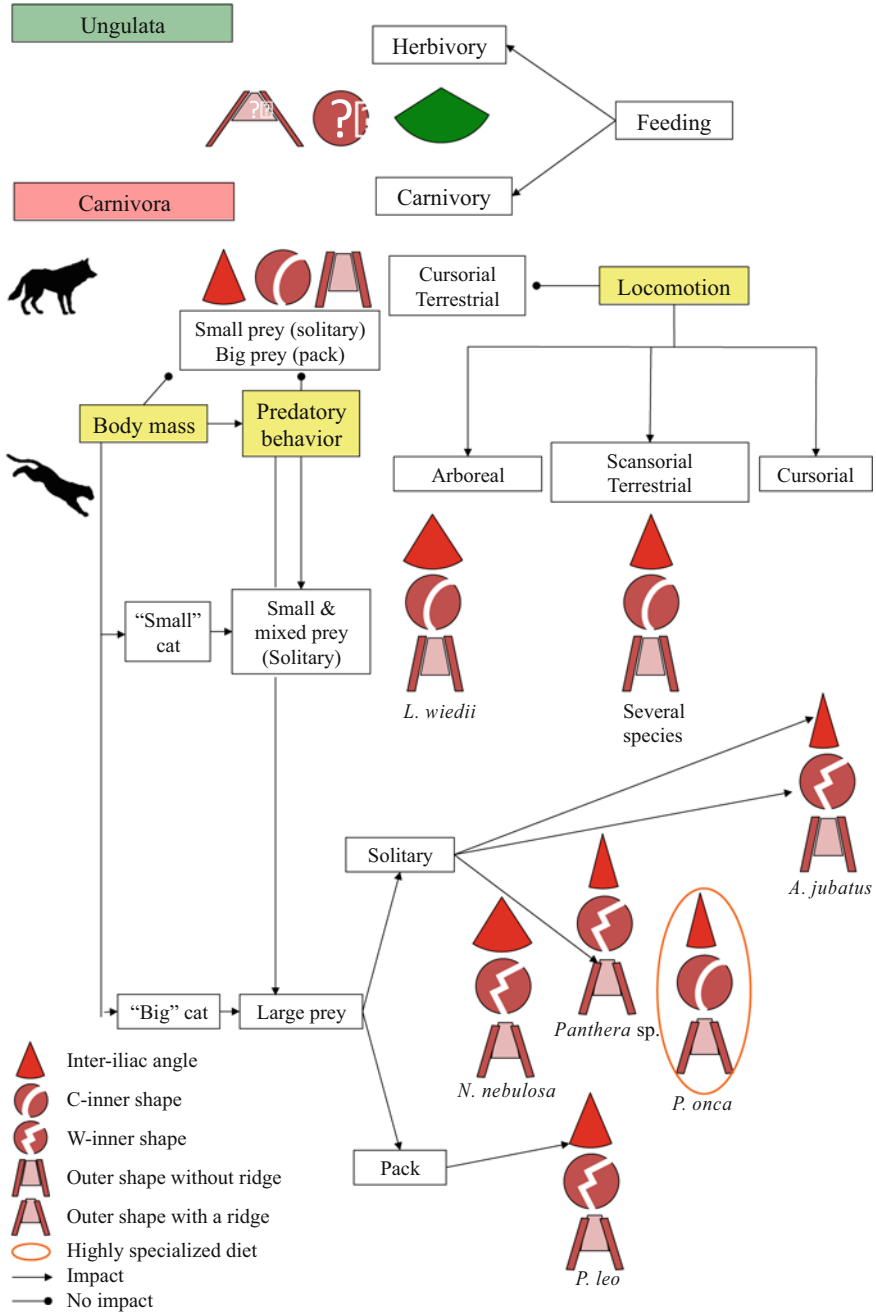 Ungulata
Herbivory
??
?
Feeding
Carnivora
Carnivory
Cursorial
Terrestrial
Locomotion
Small prey (solitary)
Big prey (pack)
Body mass
Predatory
behavior
Arboreal
Scansorial
Terrestrial
Cursorial
"Small"
cat
Small &
mixed prey
(Solitary)
L. wiedii
Several
species
Solitary
A. jubatus
"Big" cat
Large prey
Panthera sp.
N. nebulosa
P. onca
Inter-iliac angle
C-inner shape
W-inner shape
Outer shape without ridge
Outer shape with a ridge
Highly specialized diet
Impact
No impact
Pack
P. leo